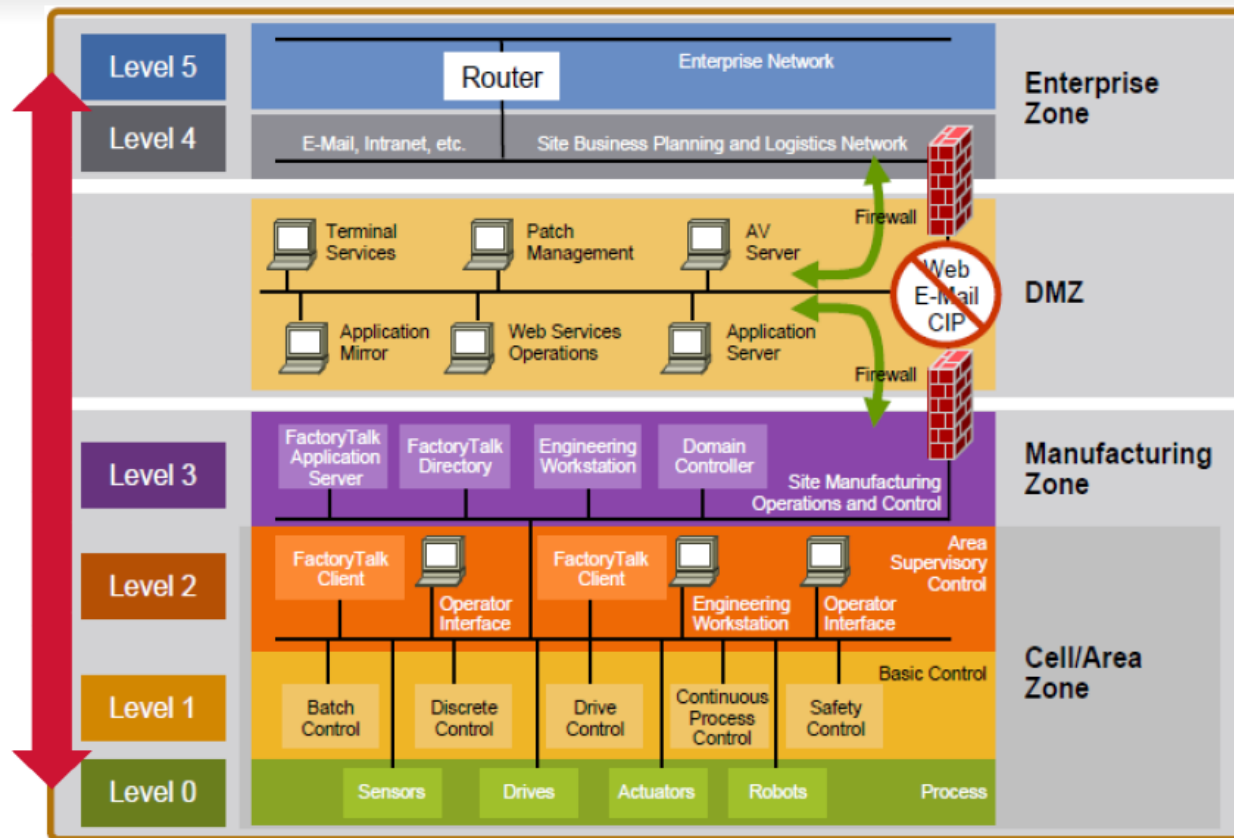 Level 5
Router
Enterprise Network
Enterprise
Zone
Level 4
E-Mail, Intranet, etc.
Site Business Planning and Logistics Network
Firewall
Terminal
Services
Patch
Management
AV
Server
Web
E-Mail
CIP
DMZ
Application
Mirror
Web Services
Operations
Application
Server
Firewall
Level 3
FactoryTalk
Application
Server
FactoryTalk
Directory
Engineering
Workstation
Domain
Controller
Site Manufacturing
Operations and Control
Manufacturing
Zone
Level 2
FactoryTalk
Client
Operator
Interface
FactoryTalk
Client
Engineering
Workstation
Operator
Interface
Area
Supervisory
Control
Cell/Area
Zone
Level 1
Basic Control
Batch
Control
Discrete
Control
Drive
Control
Continuous
Process
Control
Safety
Control
Level 0
Sensors
Drives
Actuators
Robots
Process